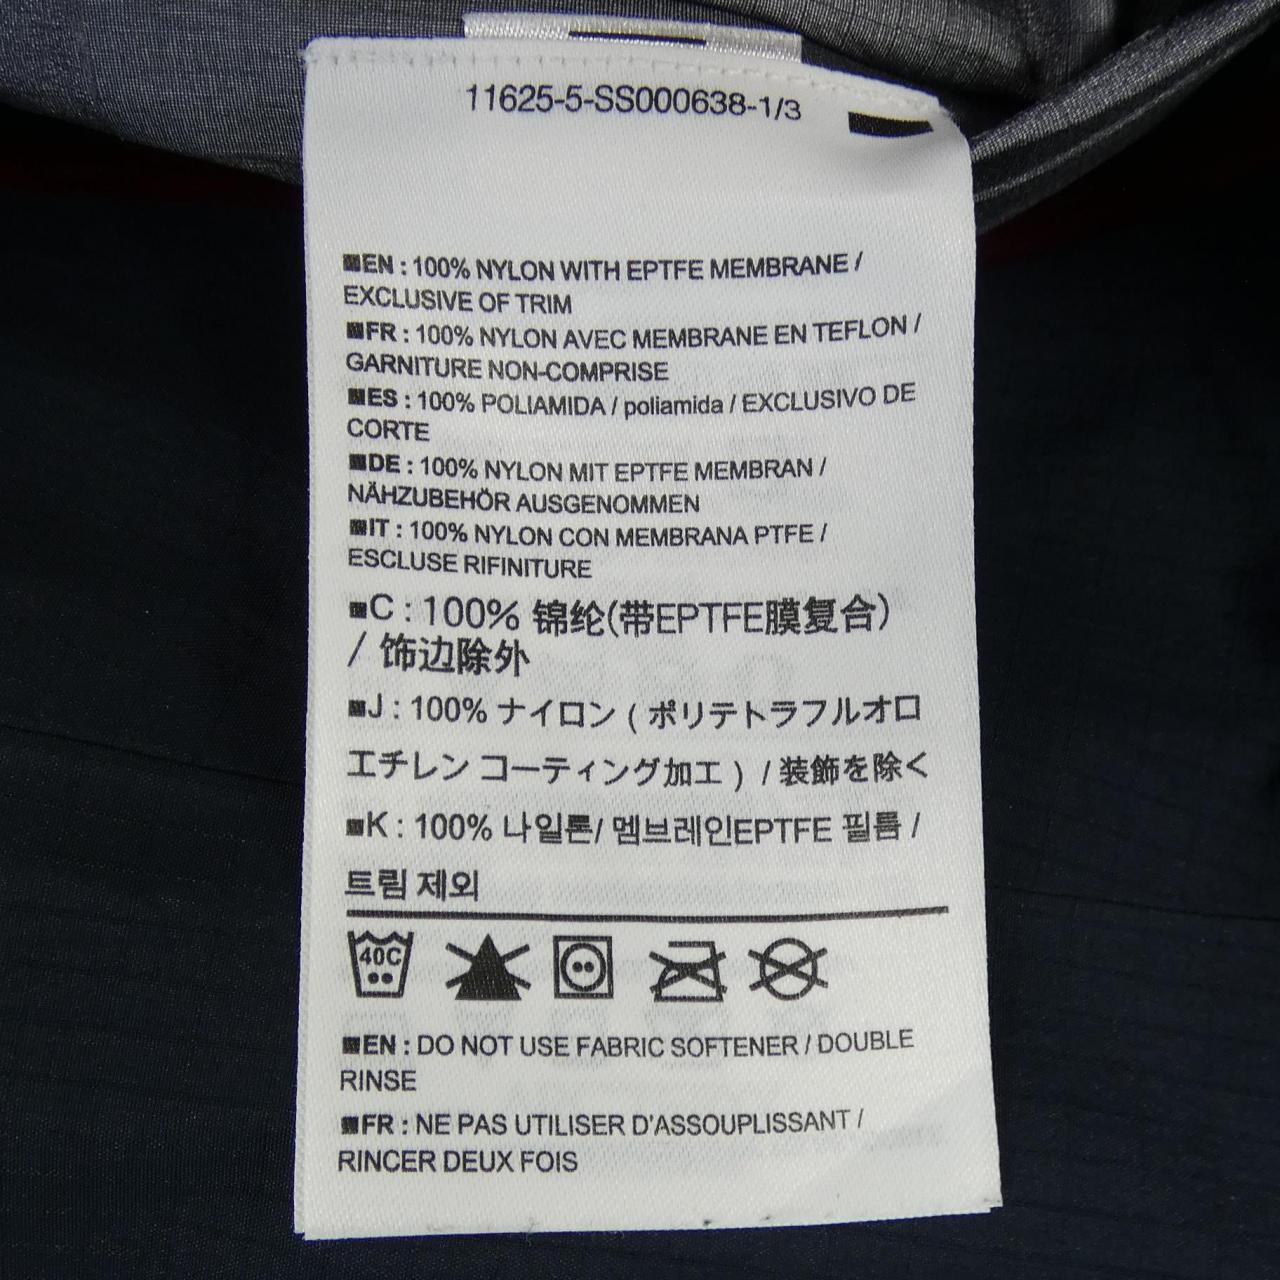 11625-5-SS000638-1/3
■EN : 100% NYLON WITH EPTFE MEMBRANE /
EXCLUSIVE OF TRIM
■FR : 100% NYLON AVEC MEMBRANE EN TEFLON /
GARNITURE NON-COMPRISE
■ES : 100% POLIAMIDA / poliamida / EXCLUSIVO DE
CORTE
■DE : 100% NYLON MIT EPTFE MEMBRAN /
NÄHZUBEHÖR AUSGENOMMEN
■IT : 100% NYLON CON MEMBRANA PTFE /
ESCLUSE RIFINITURE
■C : 100% 锦纶(带EPTFE膜复合)
/ 饰边除外
■J : 100% ナイロン ( ポリテトラフルオロ
エチレン コーティング加工 ) / 装飾を除く
■K : 100% 나일론/ 멤브레인EPTFE 필름 /
트림 제외
40C
■EN : DO NOT USE FABRIC SOFTENER / DOUBLE
RINSE
■FR : NE PAS UTILISER D'ASSOUPLISSANT /
RINCER DEUX FOIS